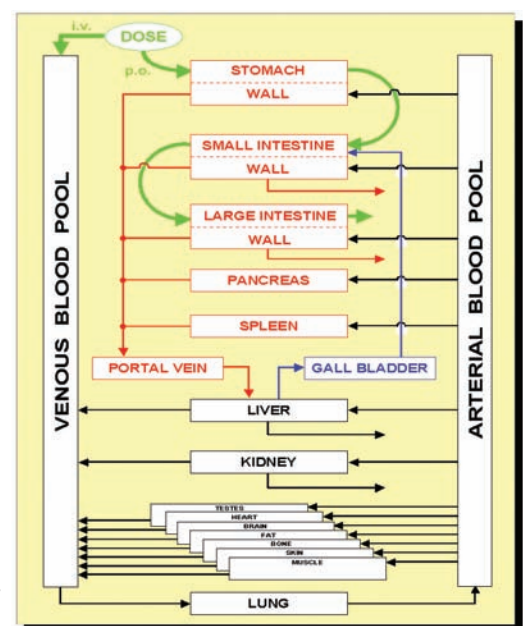 i.v.
DOSE
p.o.
STOMACH
WALL
SMALL INTESTINE
WALL
LARGE INTESTINE
WALL
PANCREAS
SPLEEN
PORTAL VEIN
GALL BLADDER
LIVER
KIDNEY
TESTES
HEART
BRAIN
FAT
BONE
SKIN
MUSCLE
LUNG
VENOUS BLOOD POOL
ARTERIAL BLOOD POOL